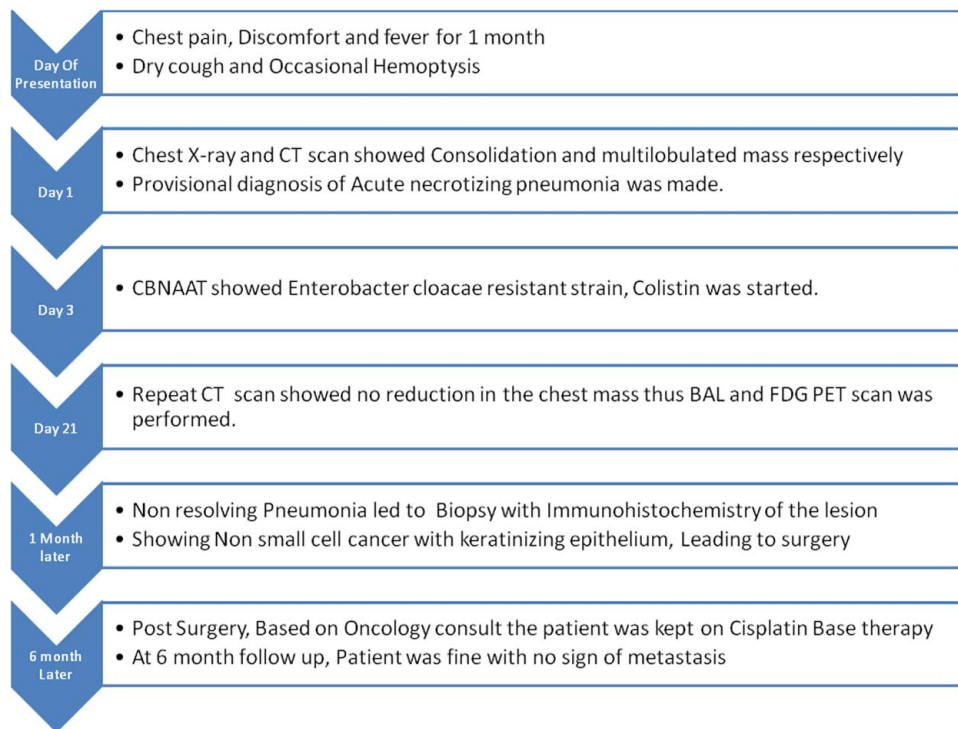 Day Of
Presentation
• Chest pain, Discomfort and fever for 1 month
• Dry cough and Occasional Hemoptysis
Day 1
• Chest X-ray and CT scan showed Consolidation and multilobulated mass respectively
• Provisional diagnosis of Acute necrotizing pneumonia was made.
Day 3
• CBNAAT showed Enterobacter cloacae resistant strain, Colistin was started.
Day 21
• Repeat CT scan showed no reduction in the chest mass thus BAL and FDG PET scan was
performed.
1 Month
later
• Non resolving Pneumonia led to Biopsy with Immunohistochemistry of the lesion
• Showing Non small cell cancer with keratinizing epithelium, Leading to surgery
6 month
Later
• Post Surgery, Based on Oncology consult the patient was kept on Cisplatin Base therapy
• At 6 month follow up, Patient was fine with no sign of metastasis